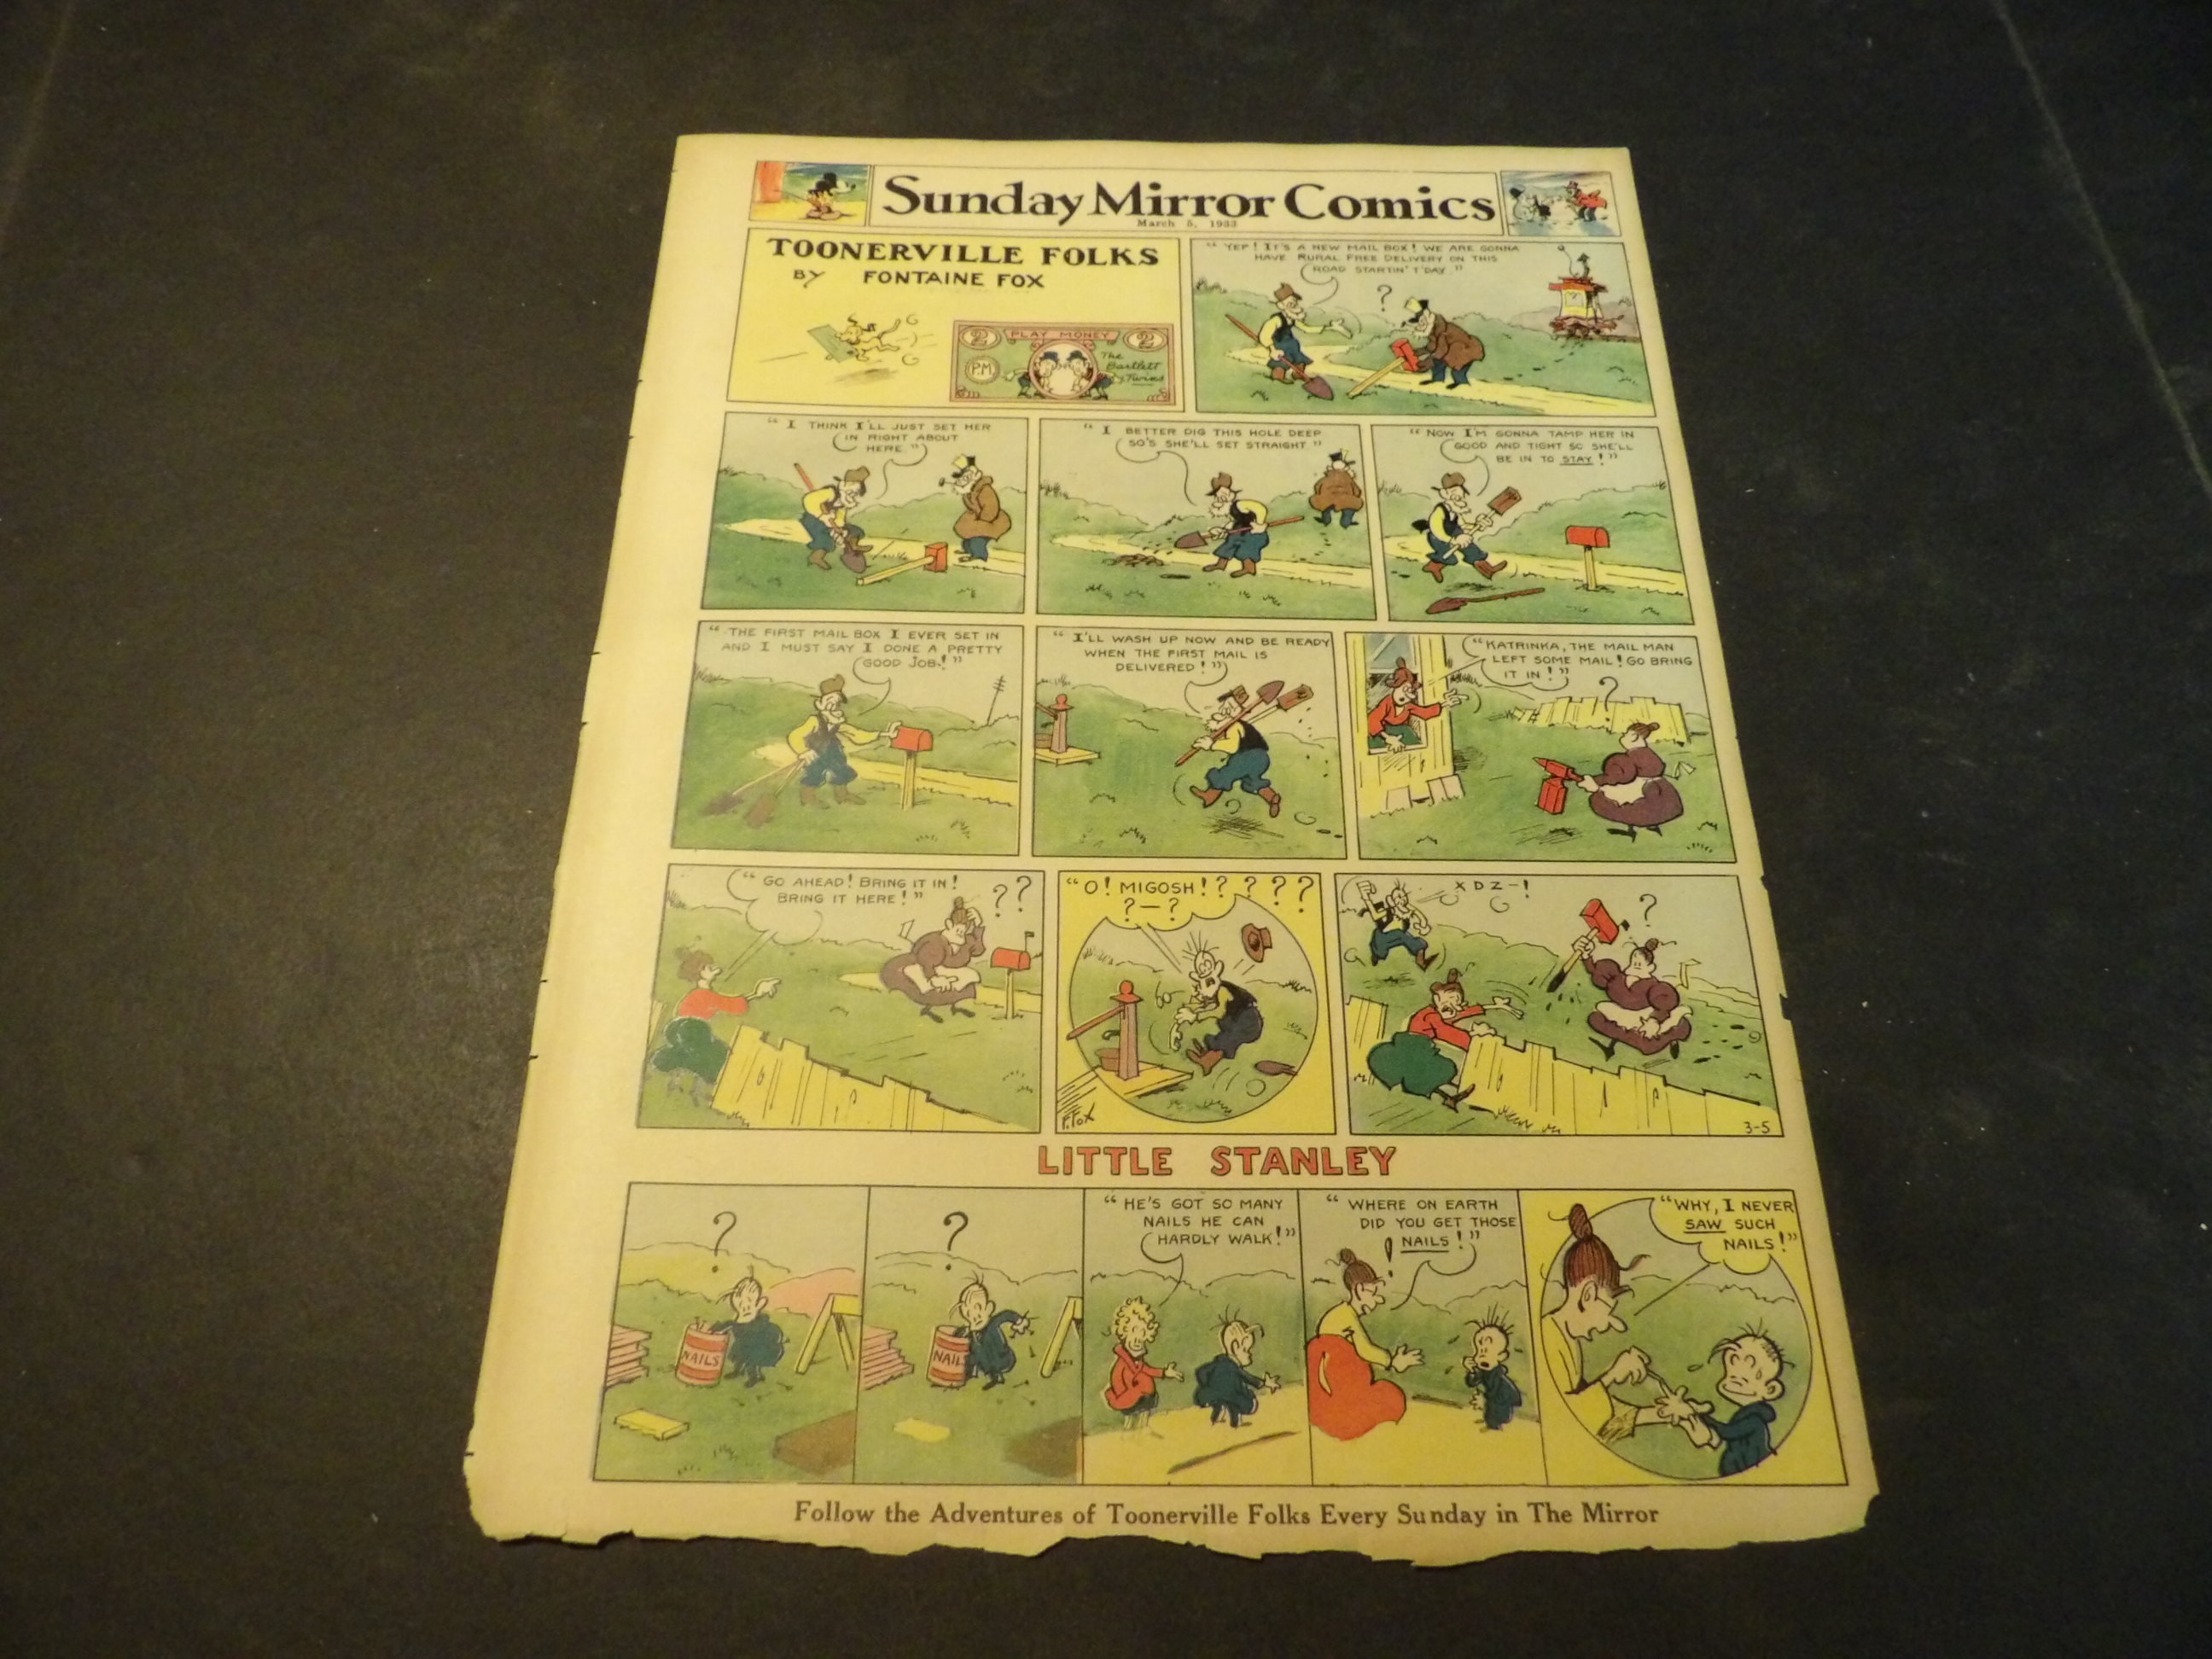 Sunday Mirror Comics
March 5, 1933
TOONERVILLE FOLKS
BY FONTAINE FOX
2 PLAY MONEY 2
P.M.
The
Bartlett
Twins
"YEP! IT'S A NEW MAIL BOX! WE ARE GONNA
HAVE RURAL FREE DELIVERY ON THIS
ROAD STARTIN' T'DAY."
?
"I THINK I'LL JUST SET HER
IN RIGHT ABOUT
HERE."
"I BETTER DIG THIS HOLE DEEP
SO'S SHE'LL SET STRAIGHT."
"NOW I'M GONNA TAMP HER IN
GOOD AND TIGHT SO SHE'LL
BE IN TO STAY!"
"THE FIRST MAIL BOX I EVER SET IN
AND I MUST SAY I DONE A PRETTY
GOOD JOB!"
"I'LL WASH UP NOW AND BE READY
WHEN THE FIRST MAIL IS
DELIVERED!"
"KATRINKA, THE MAIL MAN
LEFT SOME MAIL! GO BRING
IT IN!"
?
"GO AHEAD! BRING IT IN!
BRING IT HERE!"
??
"O! MIGOSH!????
?—?
F. FOX
XDZ-!
?
3-5
LITTLE STANLEY
?
NAILS
?
NAIL
"HE'S GOT SO MANY
NAILS HE CAN
HARDLY WALK!"
"WHERE ON EARTH
DID YOU GET THOSE
NAILS!"
!
"WHY, I NEVER
SAW SUCH
NAILS!"
Follow the Adventures of Toonerville Folks Every Sunday in The Mirror